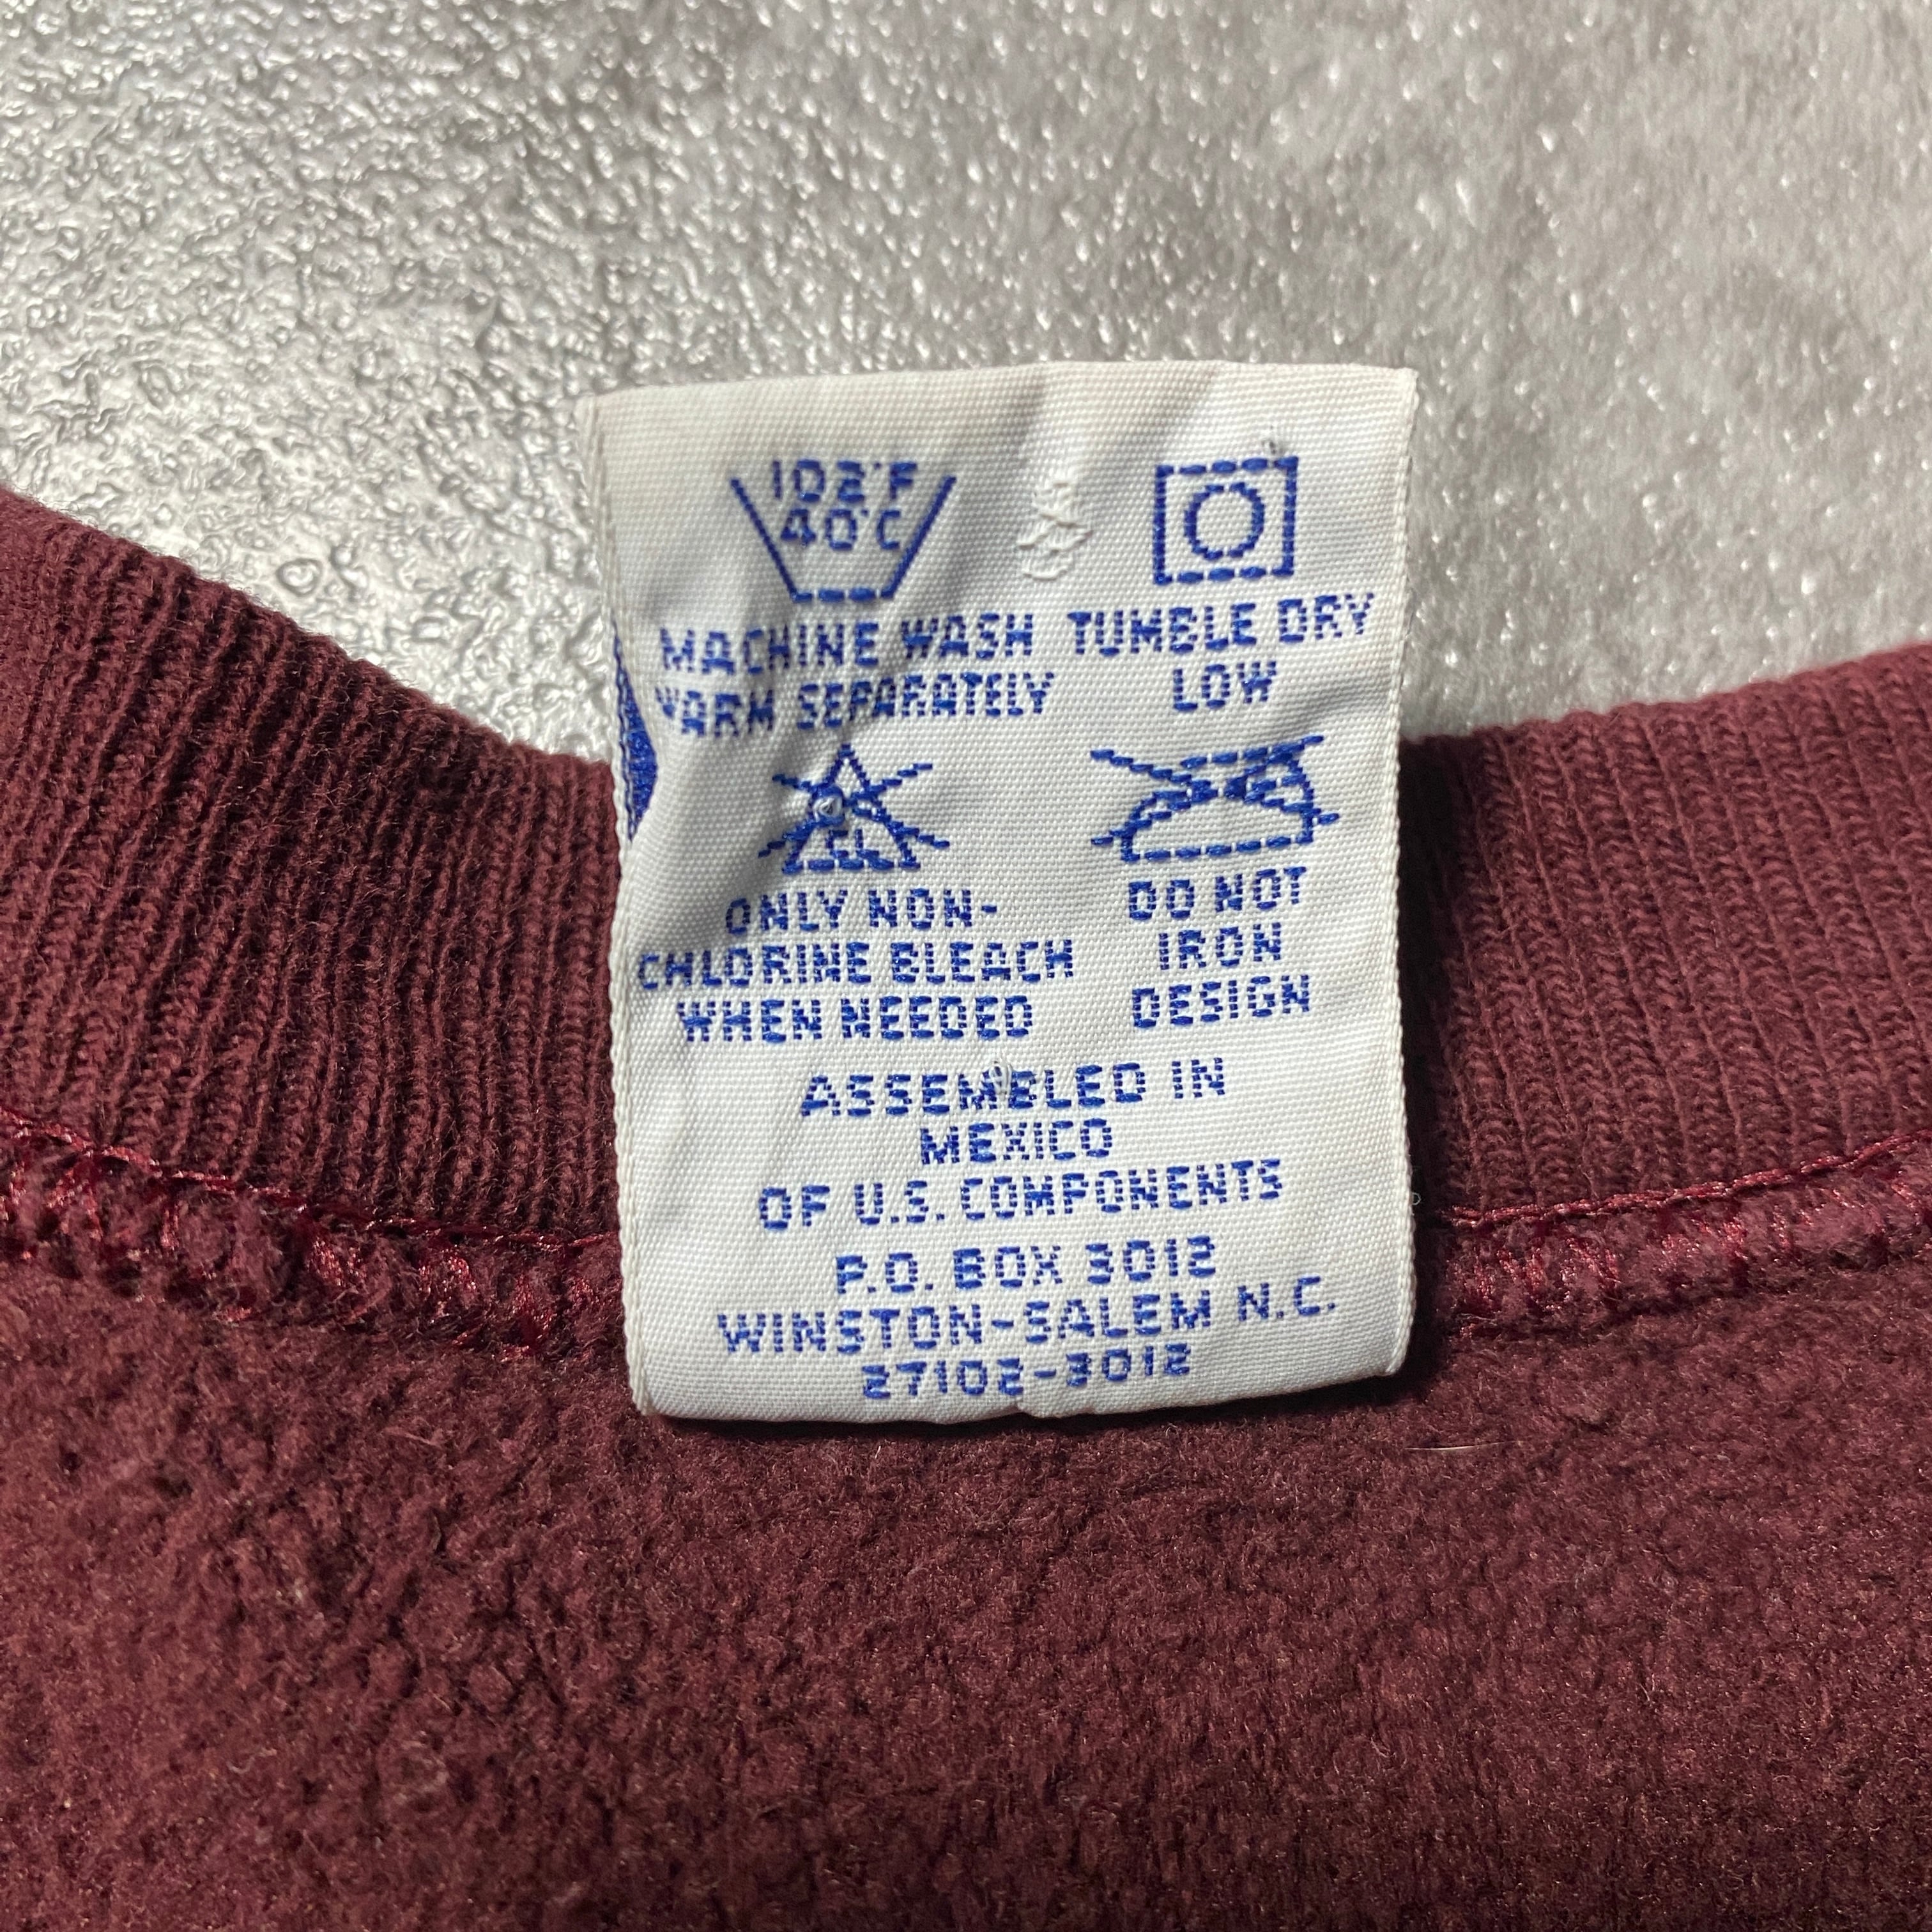 102°F
40°C
MACHINE WASH
WARM SEPARATELY
TUMBLE DRY
LOW
CL
ONLY NON-
CHLORINE BLEACH
WHEN NEEDED
DO NOT
IRON
DESIGN
ASSEMBLED IN
MEXICO
OF U.S. COMPONENTS
P.O. BOX 3012
WINSTON-SALEM N.C.
27102-3012